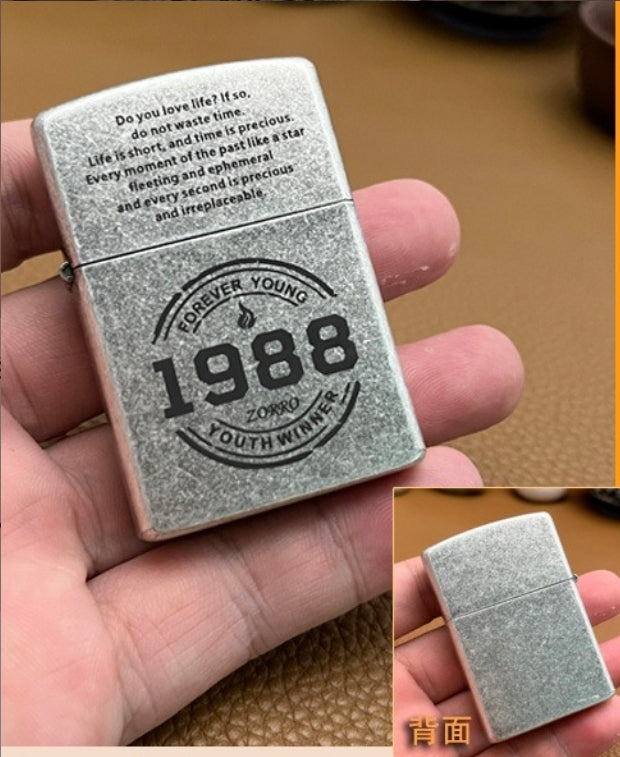 Do you love life? If so,
do not waste time.
Life is short, and time is precious.
Every moment of the past like a star
fleeting and ephemeral
and every second is precious
and irreplaceable.
FOREVER YOUNG
1988
ZORRO
YOUTH WINNER
背面